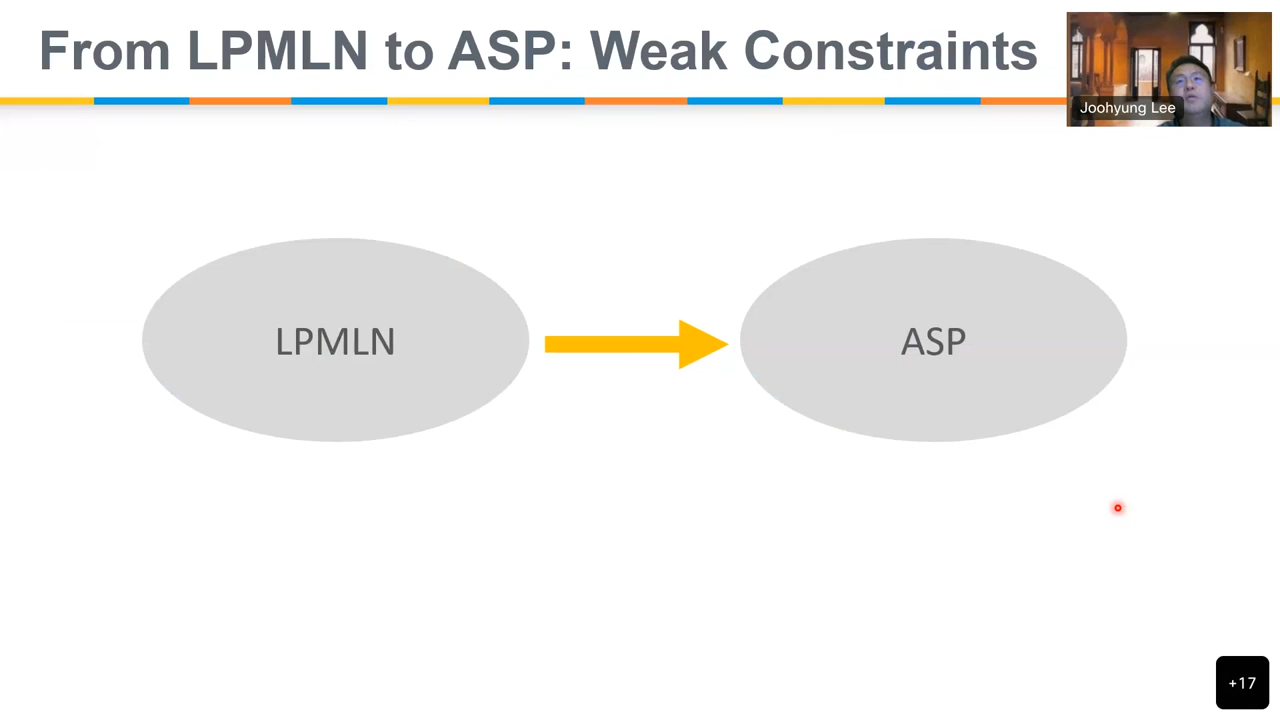 From LPMLN to ASP: Weak Constraints
Joohyung Lee
LPMLN
ASP
+17